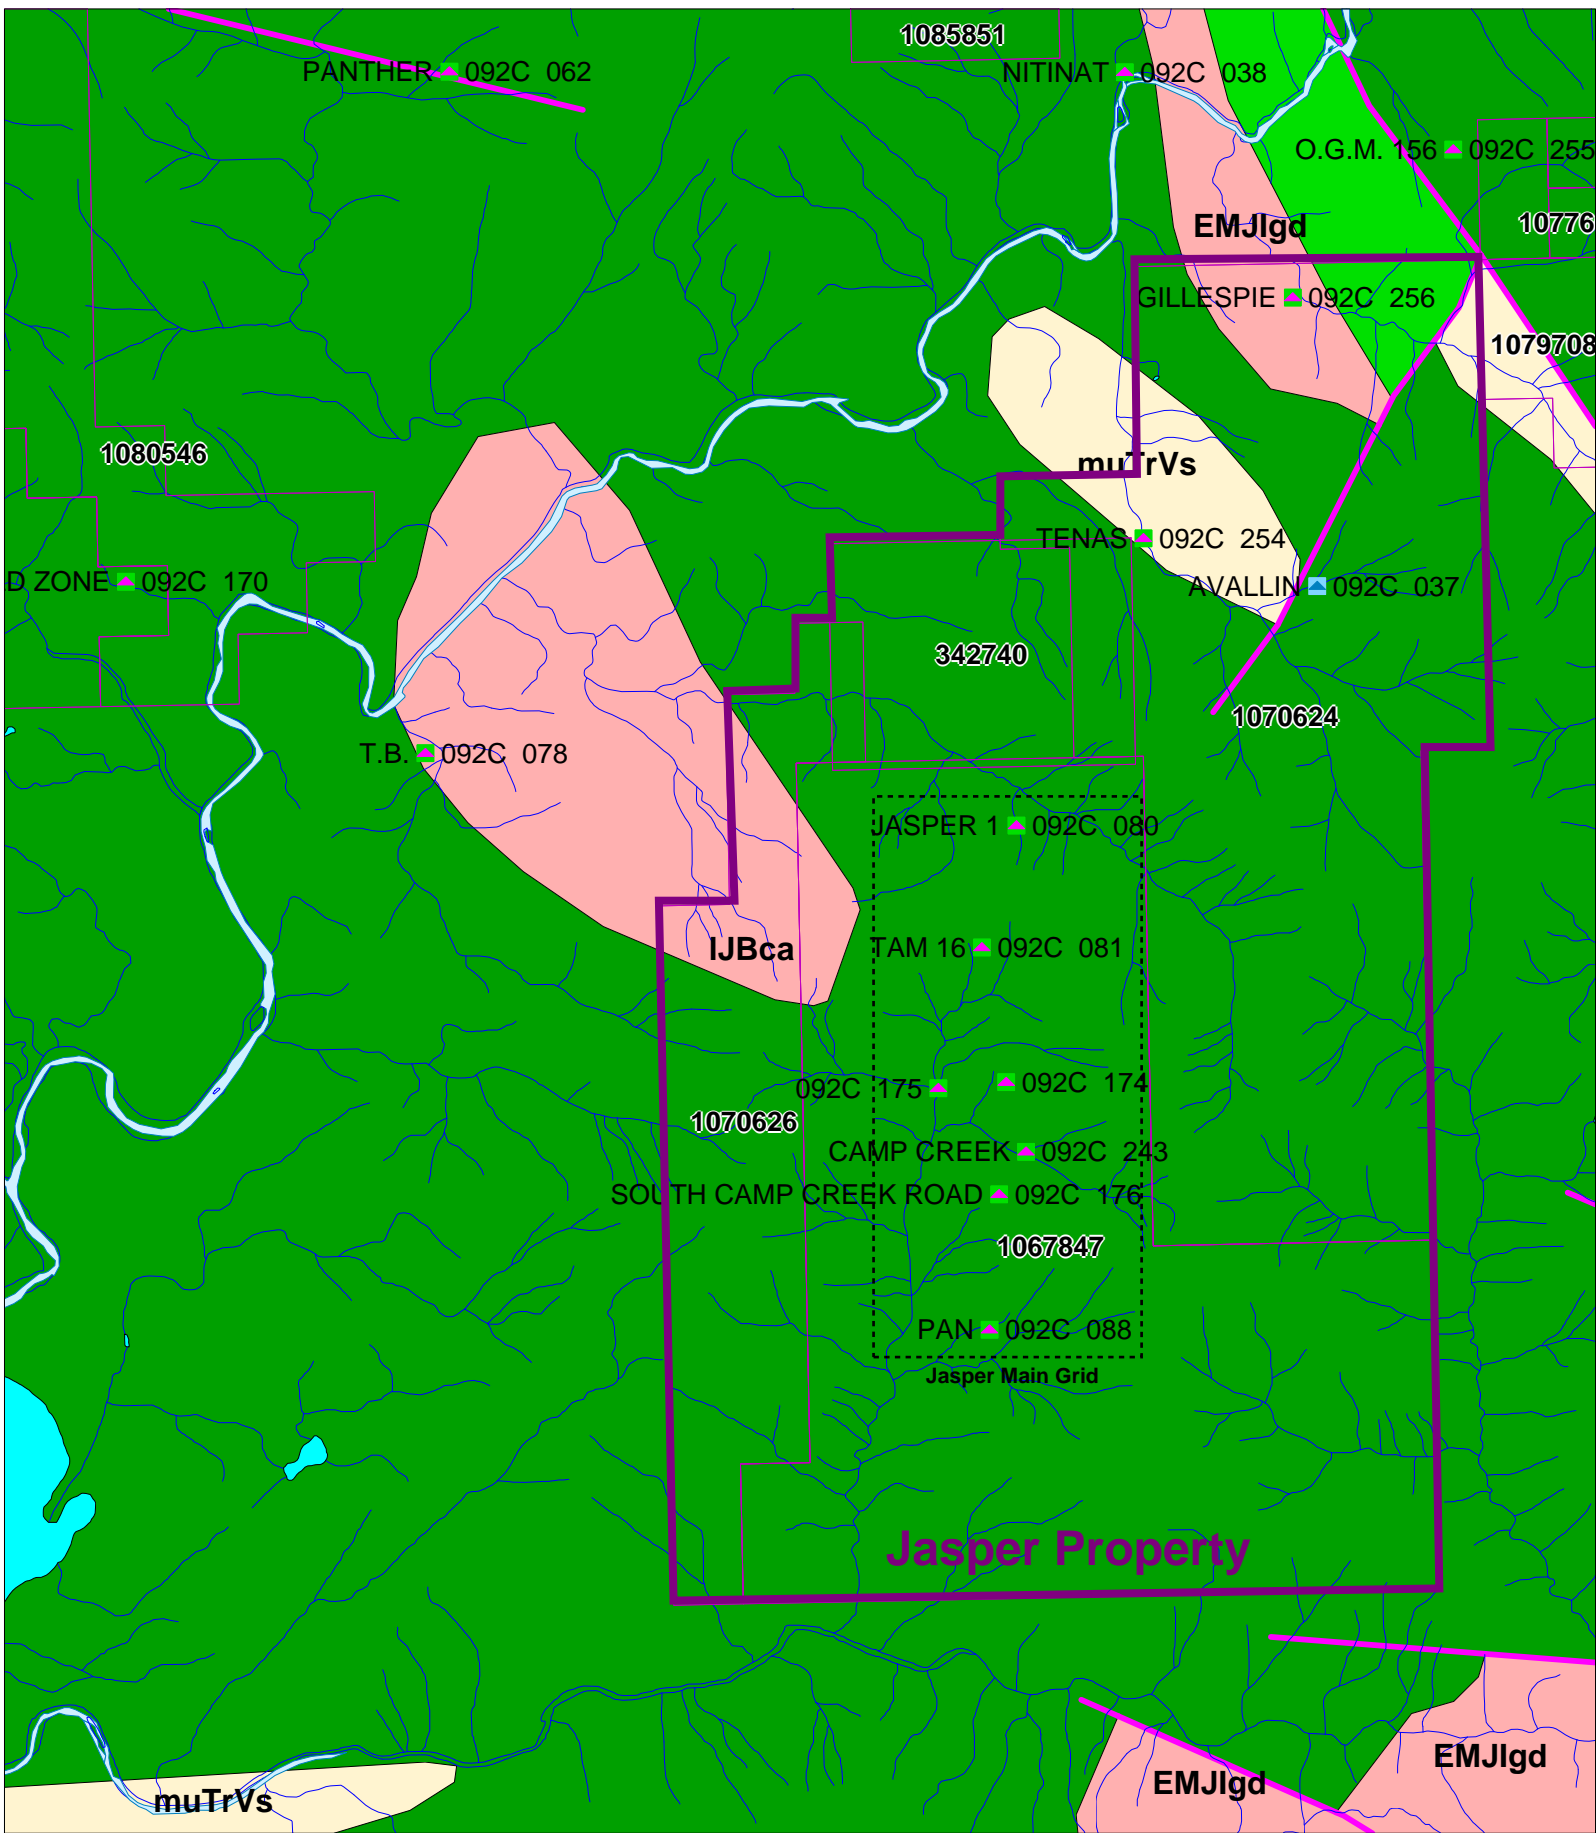 1085851
PANTHER 092C 062
NITINAT 092C 038
O.G.M. 156 092C 255
10776
EMJIgd
GILLESPIE 092C 256
1079708
1080546
muTrVs
TENAS 092C 254
D ZONE 092C 170
AVALLIN 092C 037
342740
1070624
T.B. 092C 078
JASPER 1 092C 080
IJBca
TAM 16 092C 081
092C 175
092C 174
1070626
CAMP CREEK 092C 243
SOUTH CAMP CREEK ROAD 092C 176
1067847
PAN 092C 088
Jasper Main Grid
Jasper Property
EMJIgd
EMJIgd
muTrVs